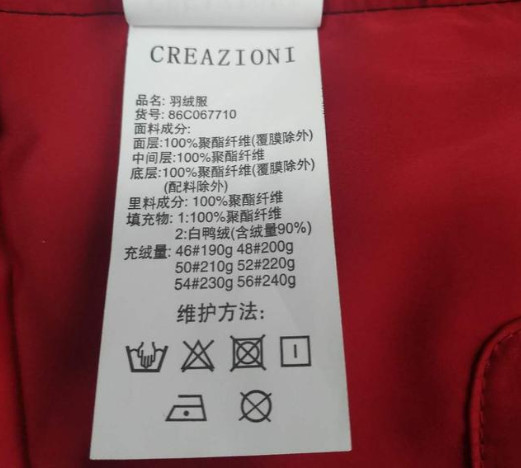 CREAZIONI
品名: 羽绒服
货号: 86C067710
面料成分:
面层:100%聚酯纤维(覆膜除外)
中间层:100%聚酯纤维
底层:100%聚酯纤维(覆膜除外)
(配料除外)
里料成分: 100%聚酯纤维
填充物: 1:100%聚酯纤维
2:白鸭绒(含绒量90%)
充绒量: 46#190g 48#200g
50#210g 52#220g
54#230g 56#240g
维护方法: